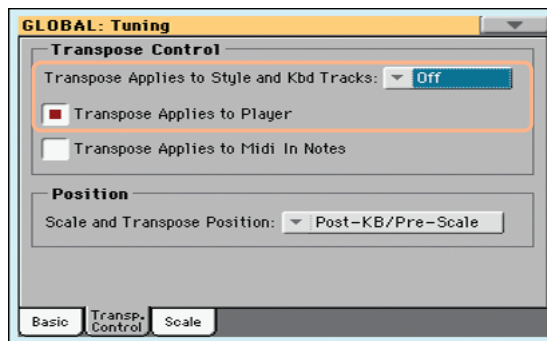 GLOBAL: Tuning
Transpose Control
Transpose Applies to Style and Kbd Tracks: Off
Transpose Applies to Player
Transpose Applies to Midi In Notes
Position
Scale and Transpose Position: Post-KB/Pre-Scale
Basic Transp. Control Scale